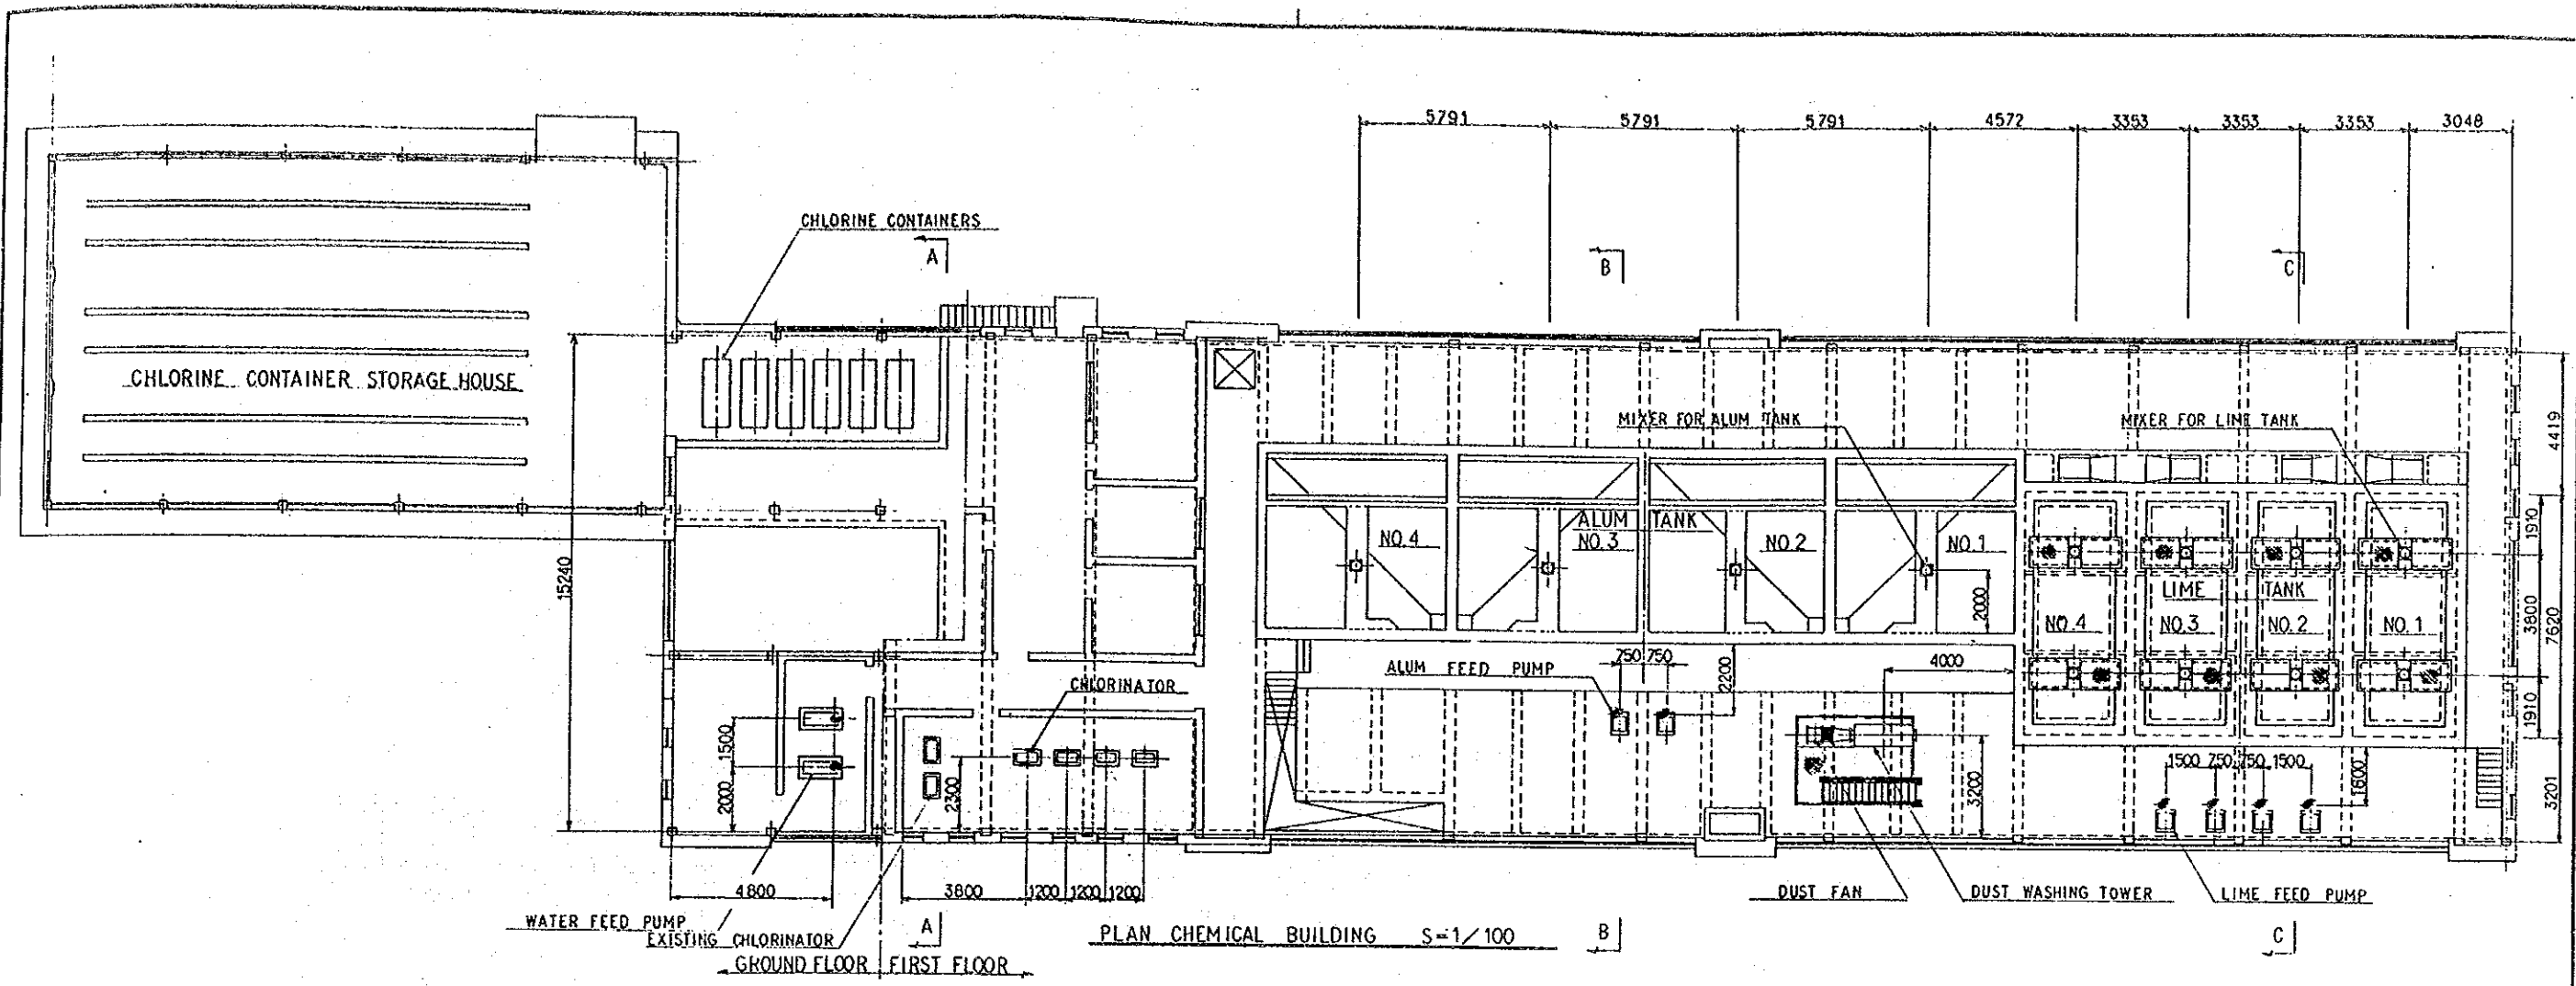 5791 5791 5791 4572 3353 3353 3353 3048
CHLORINE CONTAINERS
A
B
C
CHLORINE CONTAINER STORAGE HOUSE
MIXER FOR ALUM TANK
MIXER FOR LIME TANK
4419
15240
ALUM TANK
NO.4
NO.3
NO.2
NO.1
2000
LIME TANK
NO.4
NO.3
NO.2
NO.1
1910
3800
7620
1910
3201
ALUM FEED PUMP
750 750
2200
4000
CHLORINATOR
1500
2000
2300
3200
1500 750 750 1500
1600
4800
3800
1200 1200 1200
DUST FAN
DUST WASHING TOWER
LIME FEED PUMP
WATER FEED PUMP
EXISTING CHLORINATOR
A
PLAN CHEMICAL BUILDING S=1/100
B
C
GROUND FLOOR FIRST FLOOR